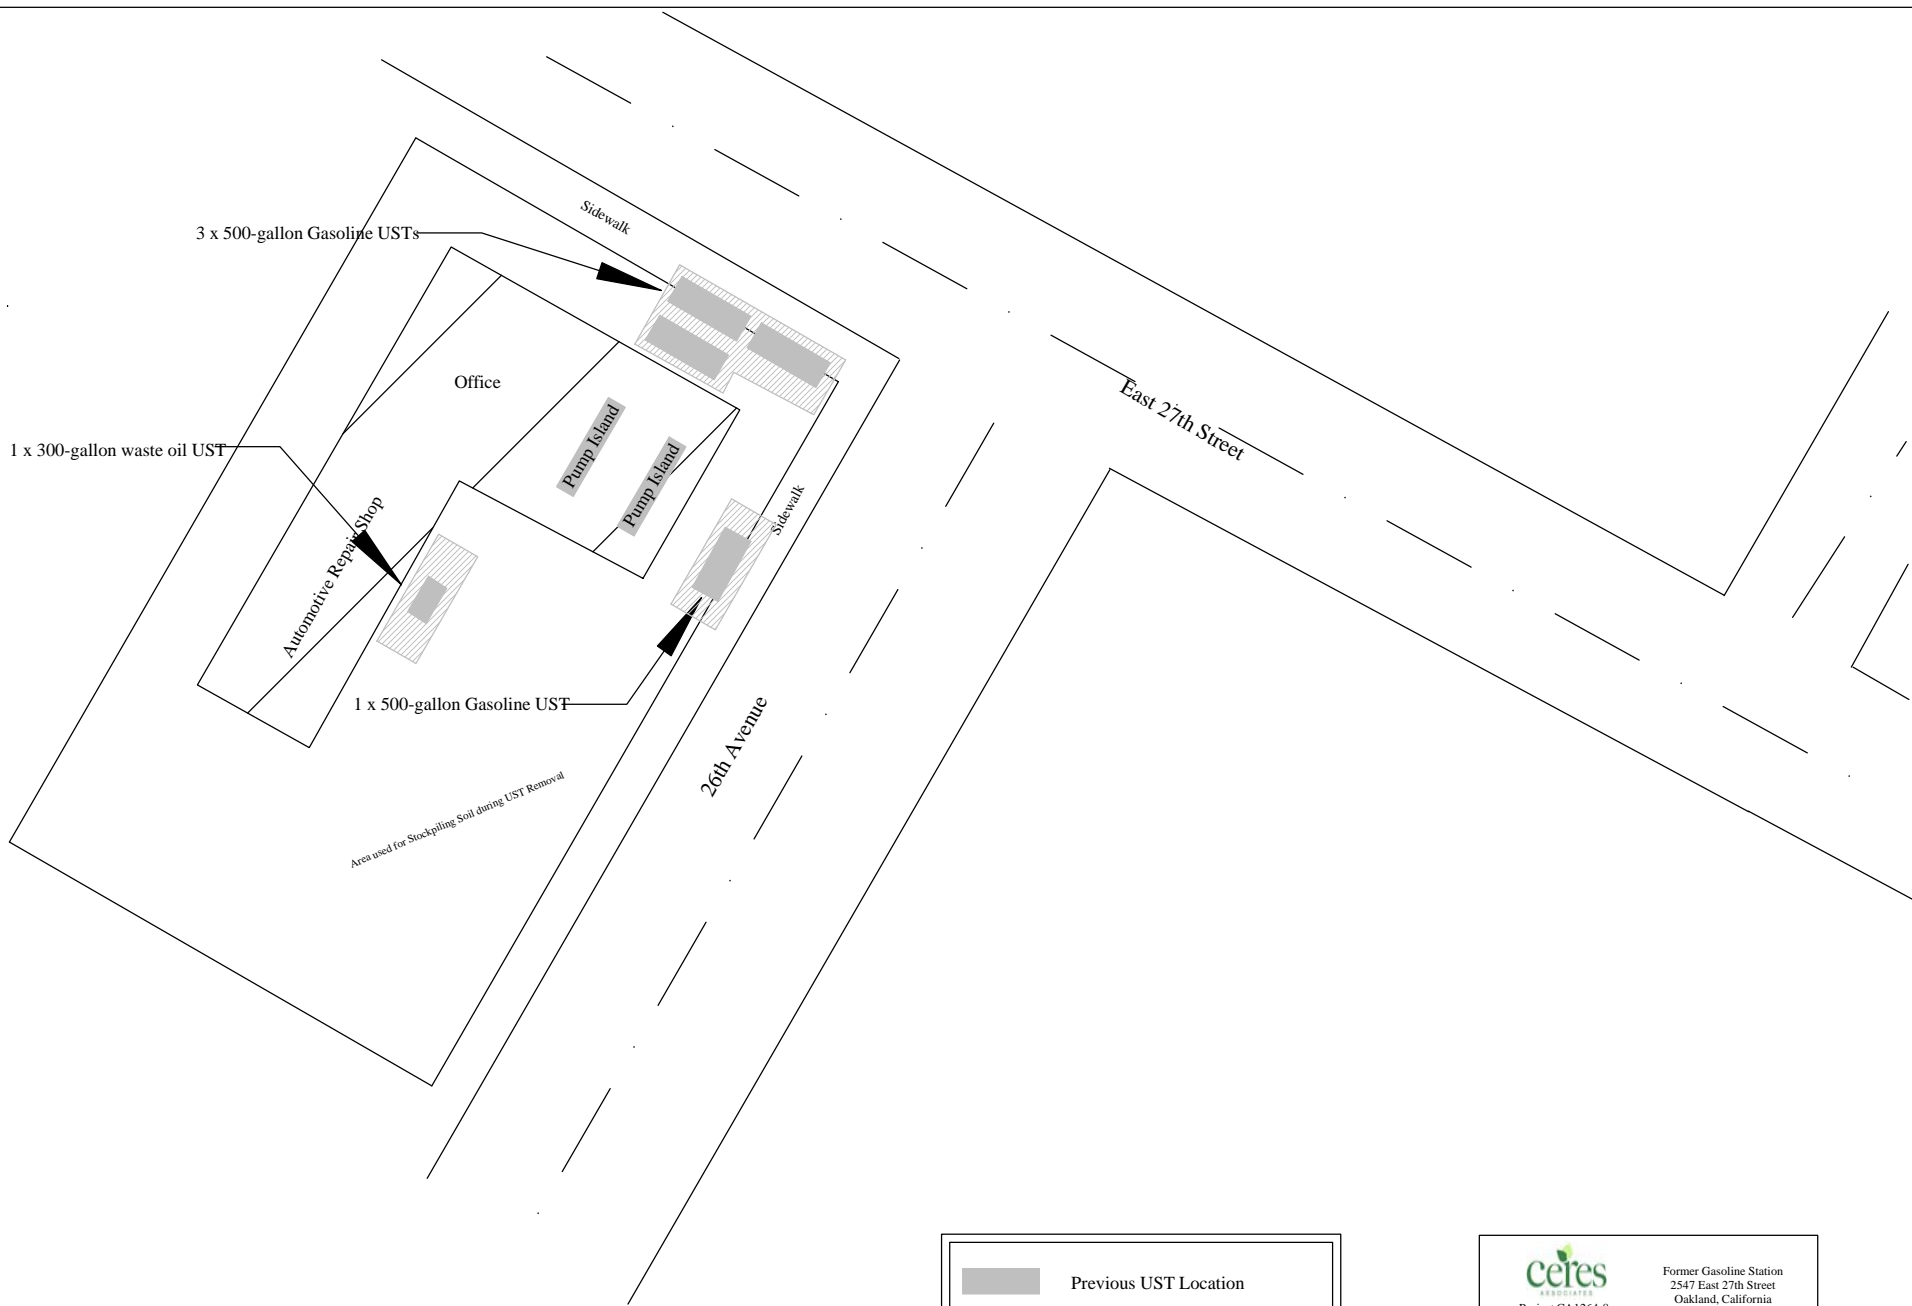 Sidewalk
3 x 500-gallon Gasoline USTs
Office
East 27th Street
Pump Island
Pump Island
1 x 300-gallon waste oil UST
Sidewalk
Automotive Repair Shop
1 x 500-gallon Gasoline UST
26th Avenue
Area used for Stockpiling Soil during UST Removal
Previous UST Location
ceres
ASSOCIATES
Former Gasoline Station
2547 East 27th Street
Oakland, California